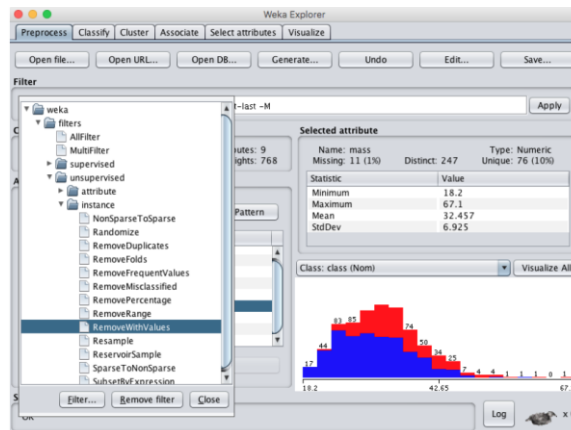 Weka Explorer
Preprocess Classify Cluster Associate Select attributes Visualize
Open file... Open URL... Open DB... Generate... Undo Edit... Save...
Filter
t-last -M Apply
weka
filters
AllFilter
MultiFilter
supervised
unsupervised
attribute
instance
NonSparseToSparse
Randomize
RemoveDuplicates
RemoveFolds
RemoveFrequentValues
RemoveMisclassified
RemovePercentage
RemoveRange
RemoveWithValues
Resample
ReservoirSample
SparseToNonSparse
SubsetByExpression
Filter... Remove filter Close
utes: 9
ights: 768
Pattern
Selected attribute
Name: mass Type: Numeric
Missing: 11 (1%) Distinct: 247 Unique: 76 (10%)
Statistic Value
Minimum 18.2
Maximum 67.1
Mean 32.457
StdDev 6.925
Class: class (Nom) Visualize All
17 44 83 85 74 50 34 25 7 4 4 1 1 1 0 1
18.2 42.65 67.
OK
Log x